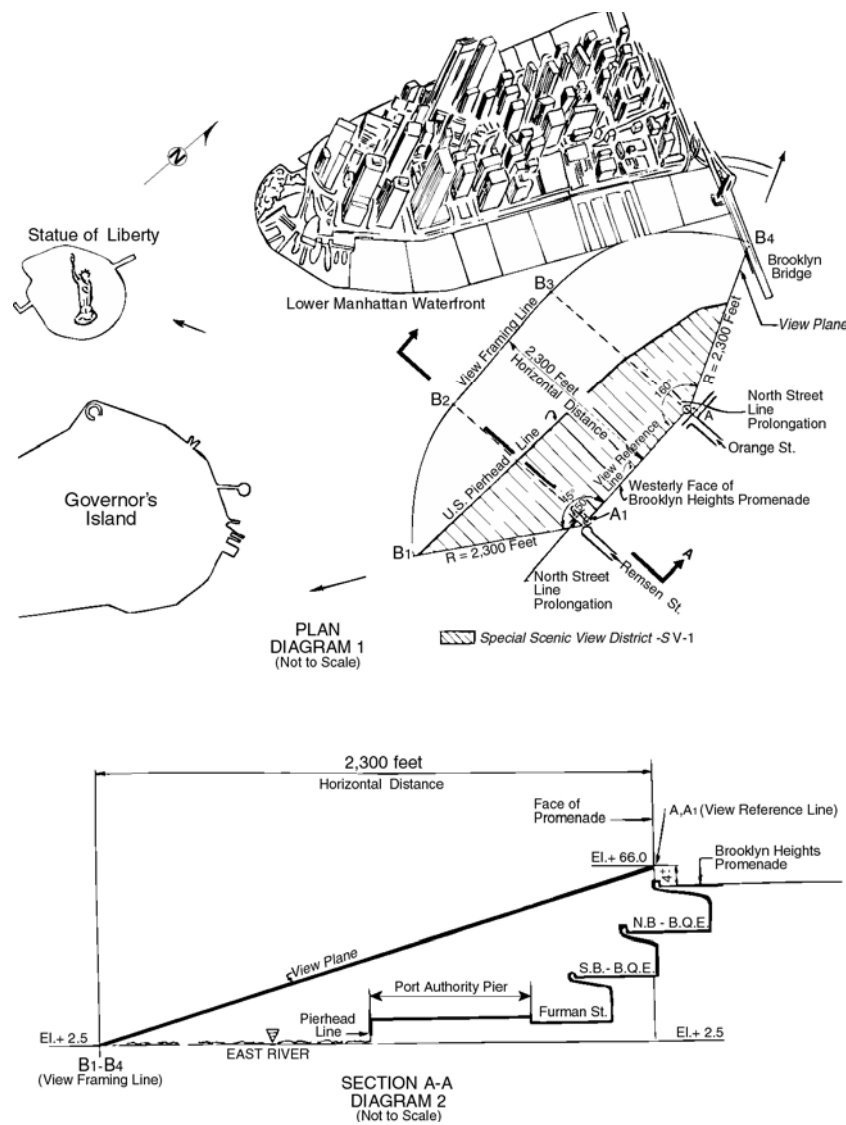 N
Statue of Liberty
Lower Manhattan Waterfront
B4
Brooklyn
Bridge
B3
View Framing Line
View Plane
2,300 Feet
Horizontal Distance
R = 2,300 Feet
160°
B2
North Street
Line
Prolongation
A
Orange St.
U.S. Pierhead Line
View Reference
Line
Governor's
Island
45°
Westerly Face of
Brooklyn Heights Promenade
A1
B1
R = 2,300 Feet
A
Remsen St.
North Street
Line
Prolongation
PLAN
DIAGRAM 1
(Not to Scale)
Special Scenic View District -S V-1
2,300 feet
Horizontal Distance
Face of
Promenade
A,A1 (View Reference Line)
El.+ 66.0
4±
Brooklyn Heights
Promenade
N.B - B.Q.E.
View Plane
S.B.- B.Q.E.
Port Authority Pier
Pierhead
Line
Furman St.
El.+ 2.5
El.+ 2.5
EAST RIVER
B1-B4
(View Framing Line)
SECTION A-A
DIAGRAM 2
(Not to Scale)